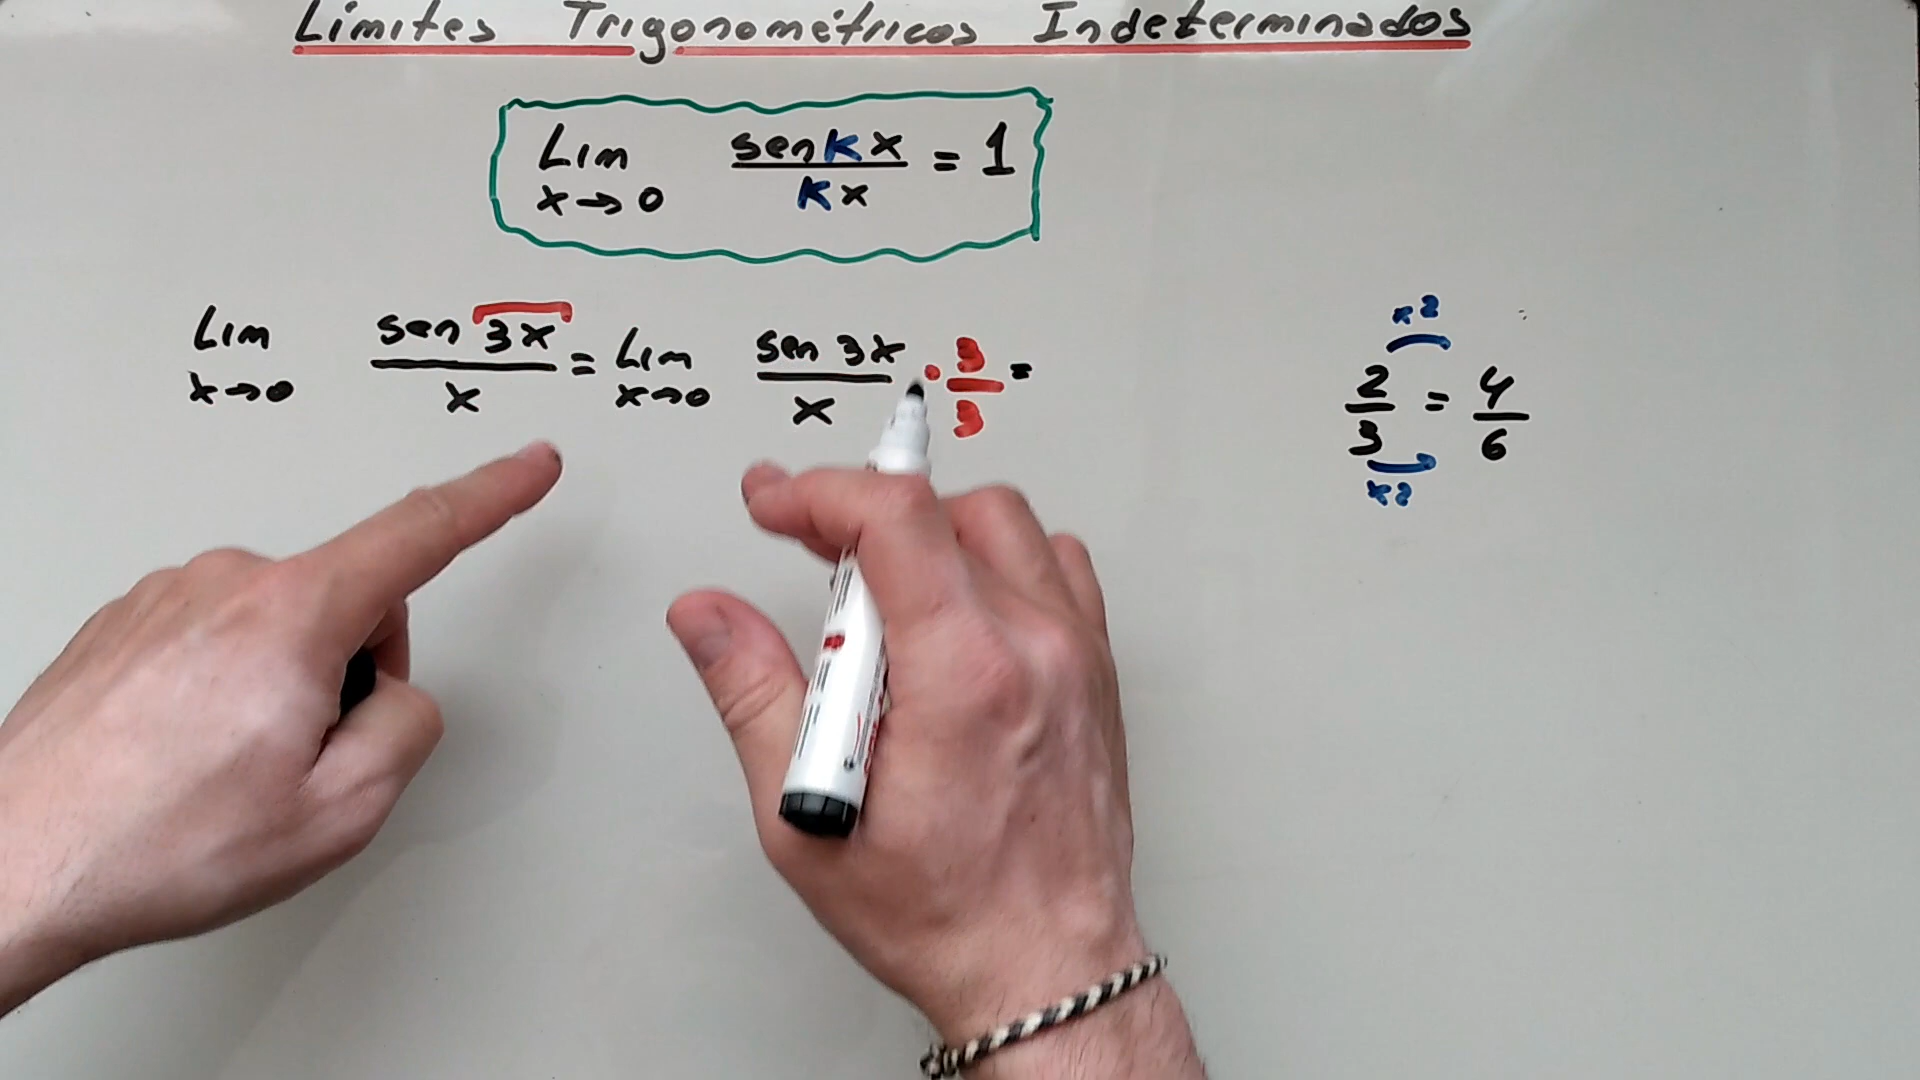 Límites Trigonométricos Indeterminados
Lim x→0 sen kx / kx = 1
Lim x→0 sen 3x / x = Lim x→0 sen 3x / x · 3 / 3 =
x2
2 / 3 = 4 / 6
x2